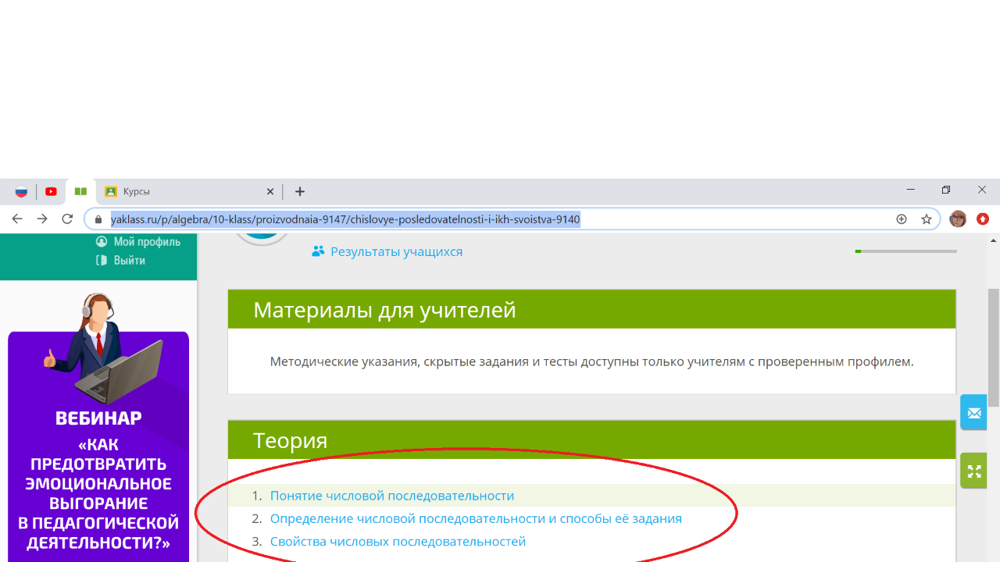 Курсы
yaklass.ru/p/algebra/10-klass/proizvodnaia-9147/chislovye-posledovatelnosti-i-ikh-svoistva-9140
Мой профиль
Выйти
Результаты учащихся
Материалы для учителей
Методические указания, скрытые задания и тесты доступны только учителям с проверенным профилем.
ВЕБИНАР
«КАК
ПРЕДОТВРАТИТЬ
ЭМОЦИОНАЛЬНОЕ
ВЫГОРАНИЕ
В ПЕДАГОГИЧЕСКОЙ
ДЕЯТЕЛЬНОСТИ?»
Теория
1. Понятие числовой последовательности
2. Определение числовой последовательности и способы её задания
3. Свойства числовых последовательностей